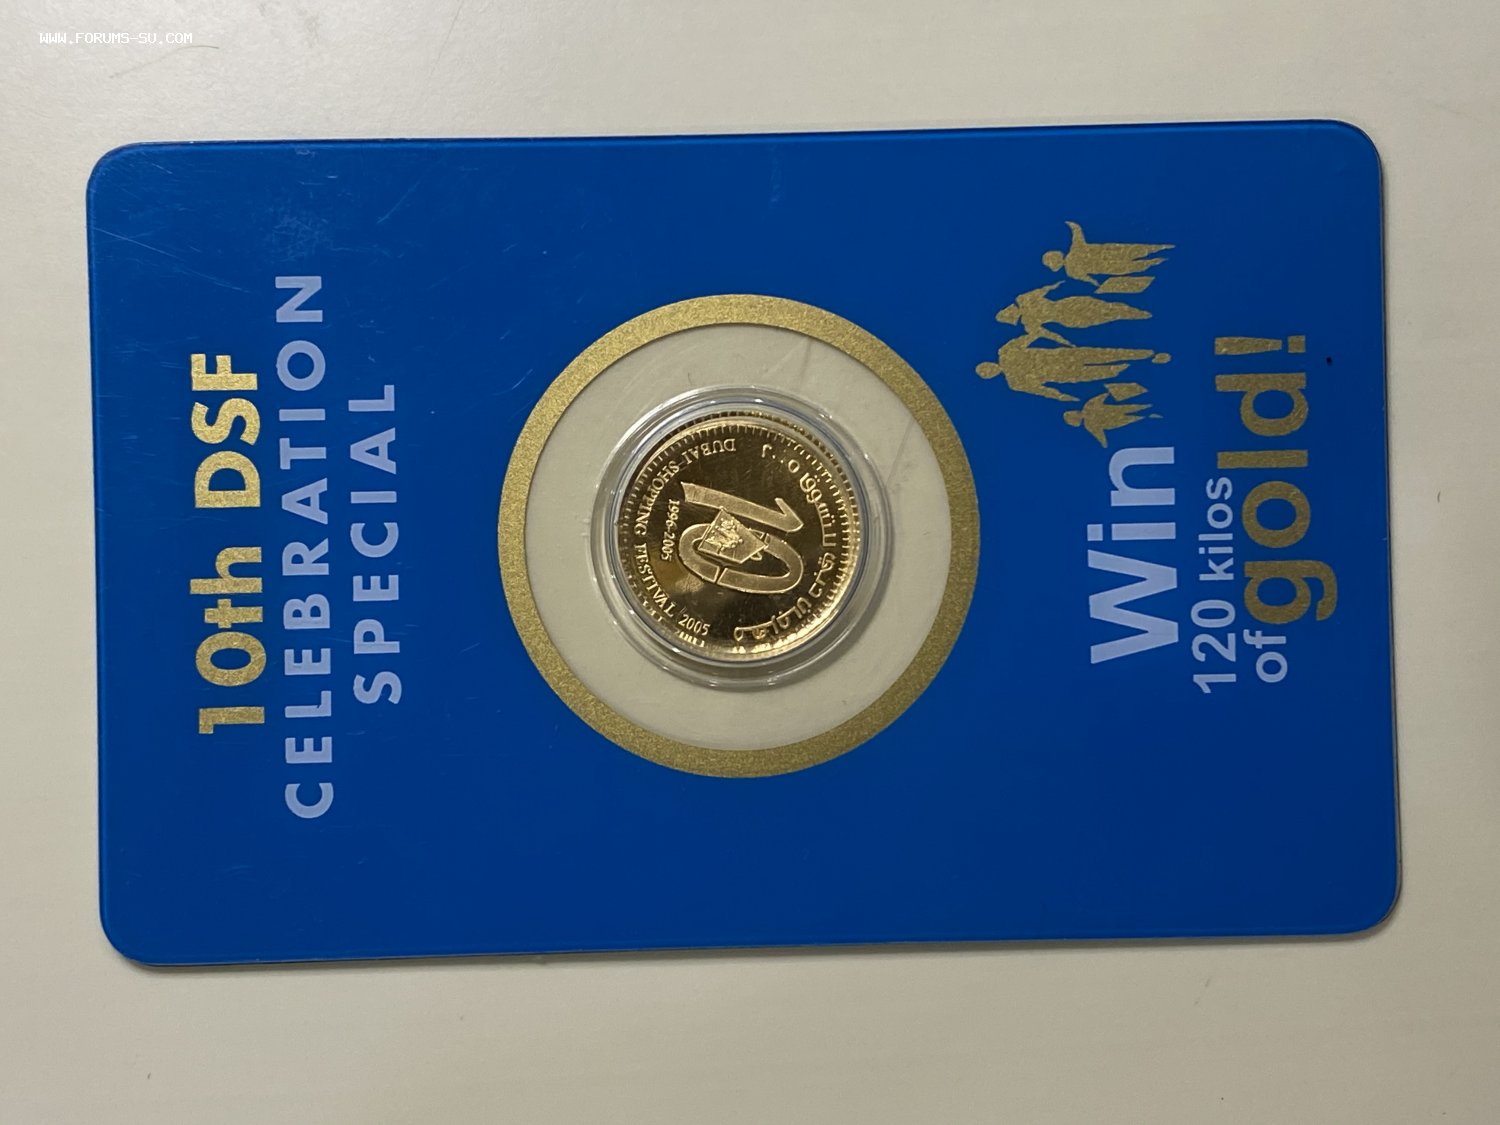 WWW.FORUMS-SU.COM
10th DSF
CELEBRATION
SPECIAL
DUBAI SHOPPING FESTIVAL 2005
1996-2005
10
Win
120 kilos
of gold!